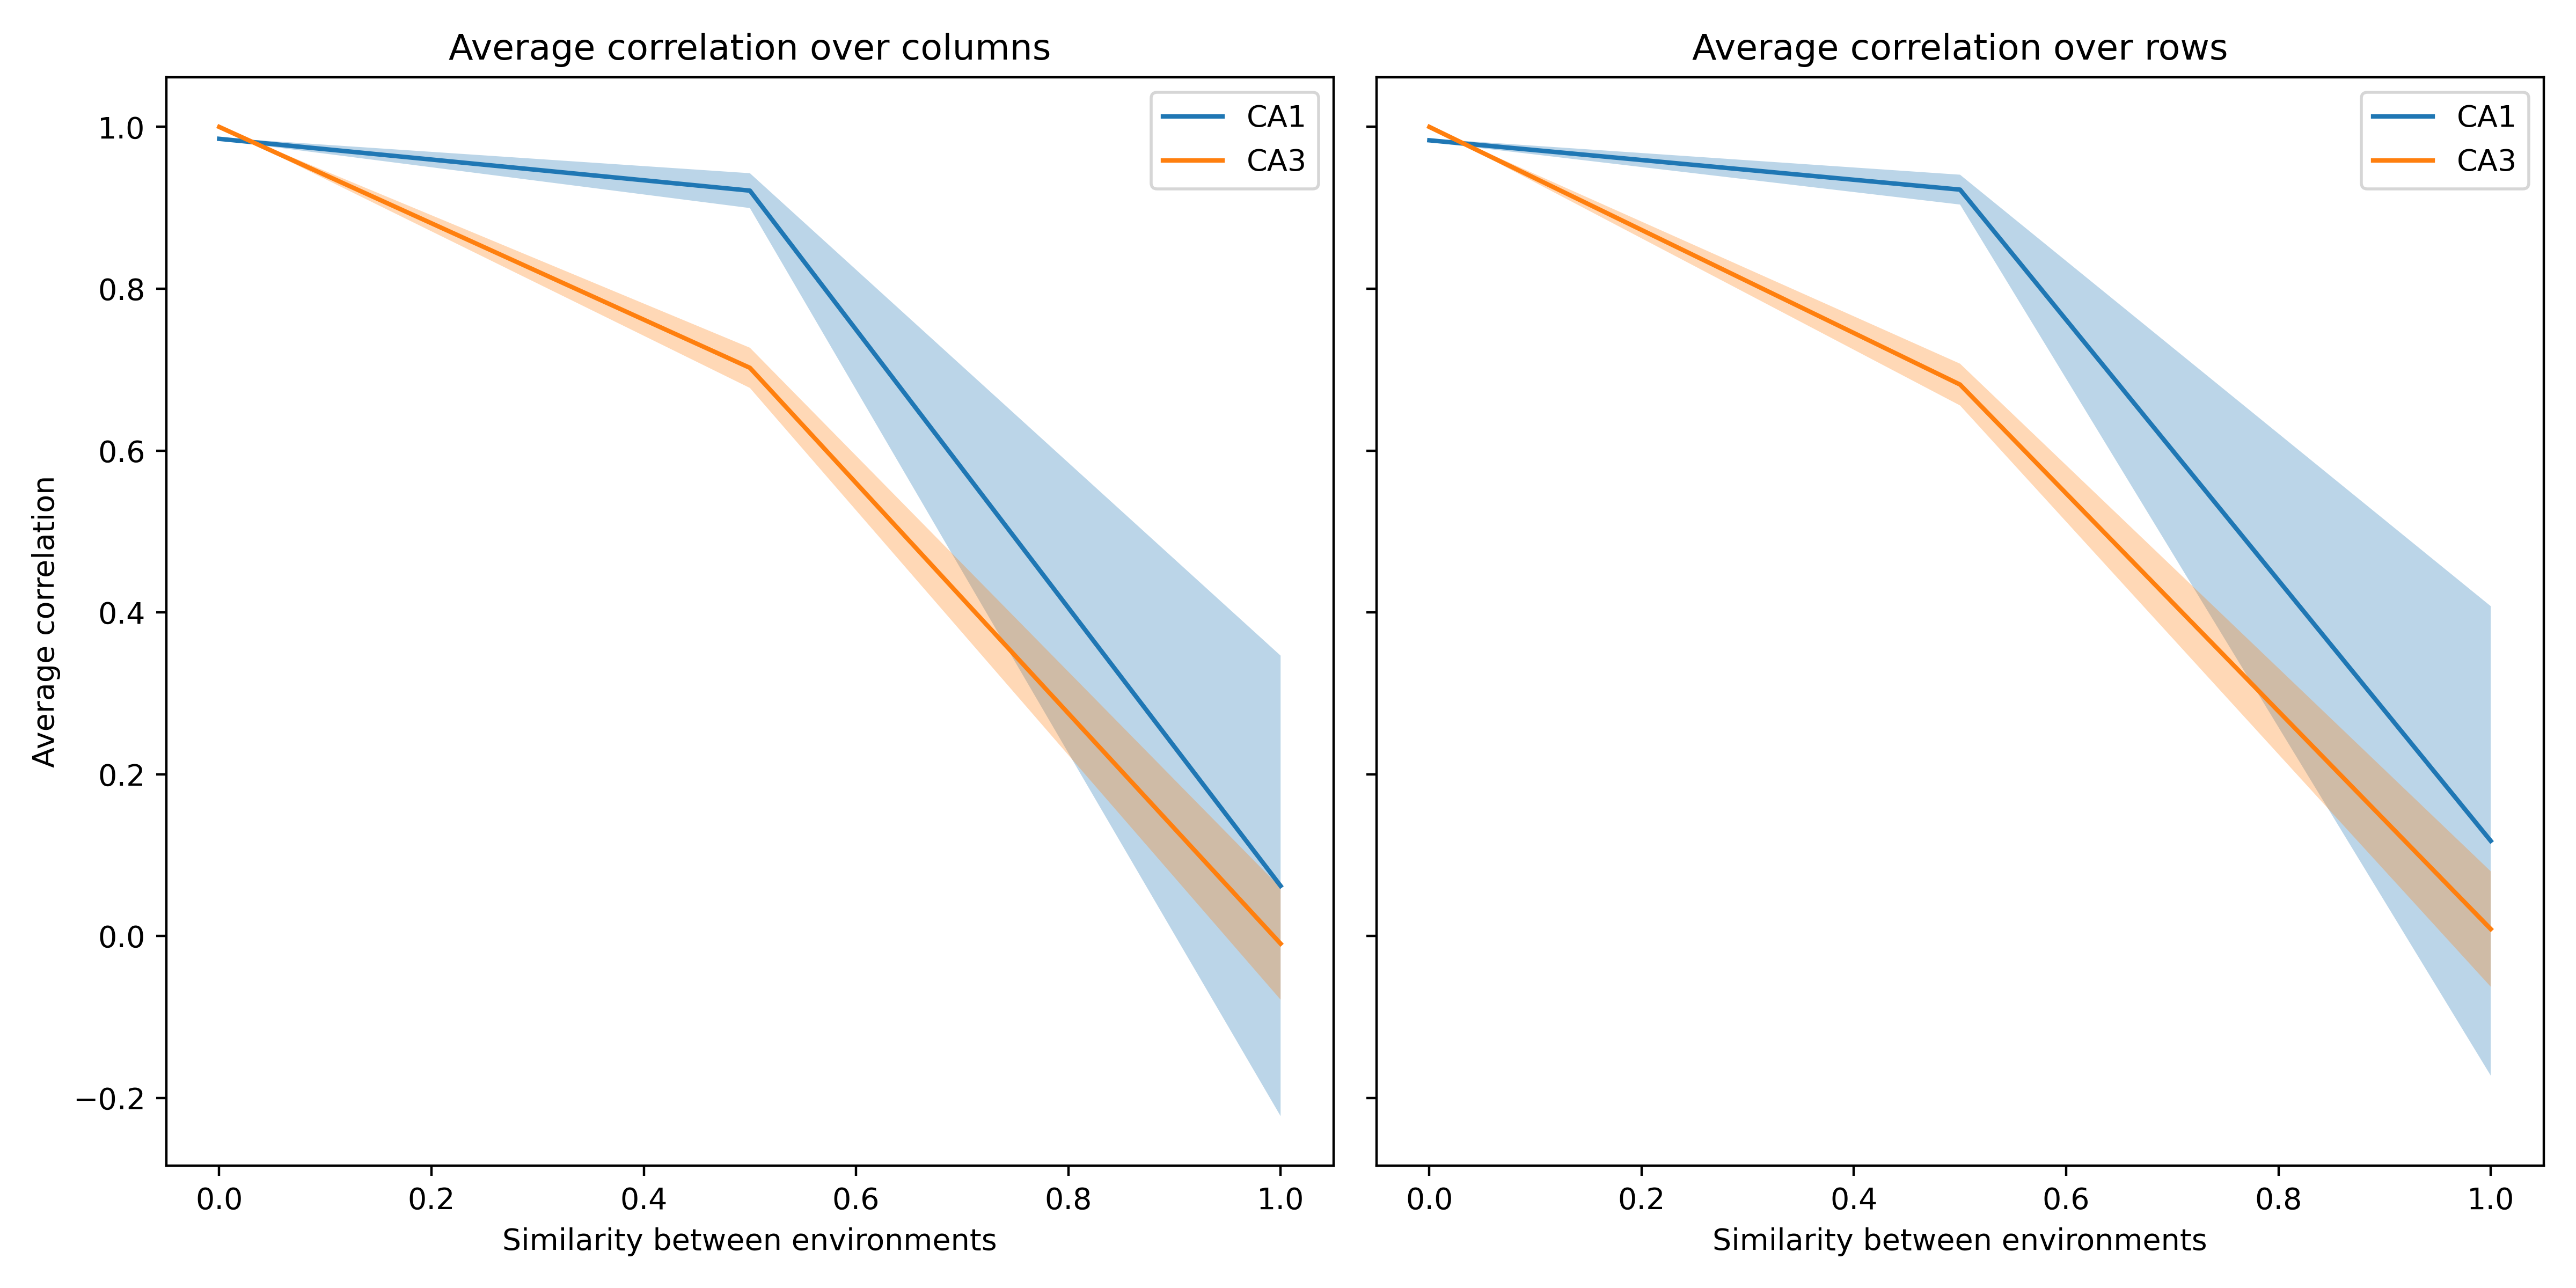 Average correlation over columns
Average correlation over rows
CA1
CA3
CA1
CA3
1.0
0.8
0.6
0.4
0.2
0.0
−0.2
Average correlation
0.0 0.2 0.4 0.6 0.8 1.0
0.0 0.2 0.4 0.6 0.8 1.0
Similarity between environments
Similarity between environments